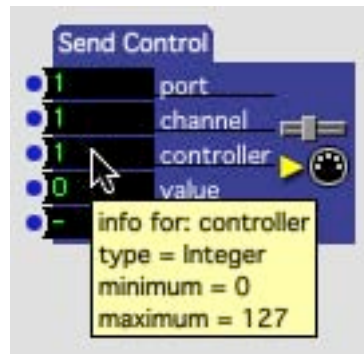 Send Control
1 port
1 channel
1 controller
0 value
-
info for: controller
type = Integer
minimum = 0
maximum = 127